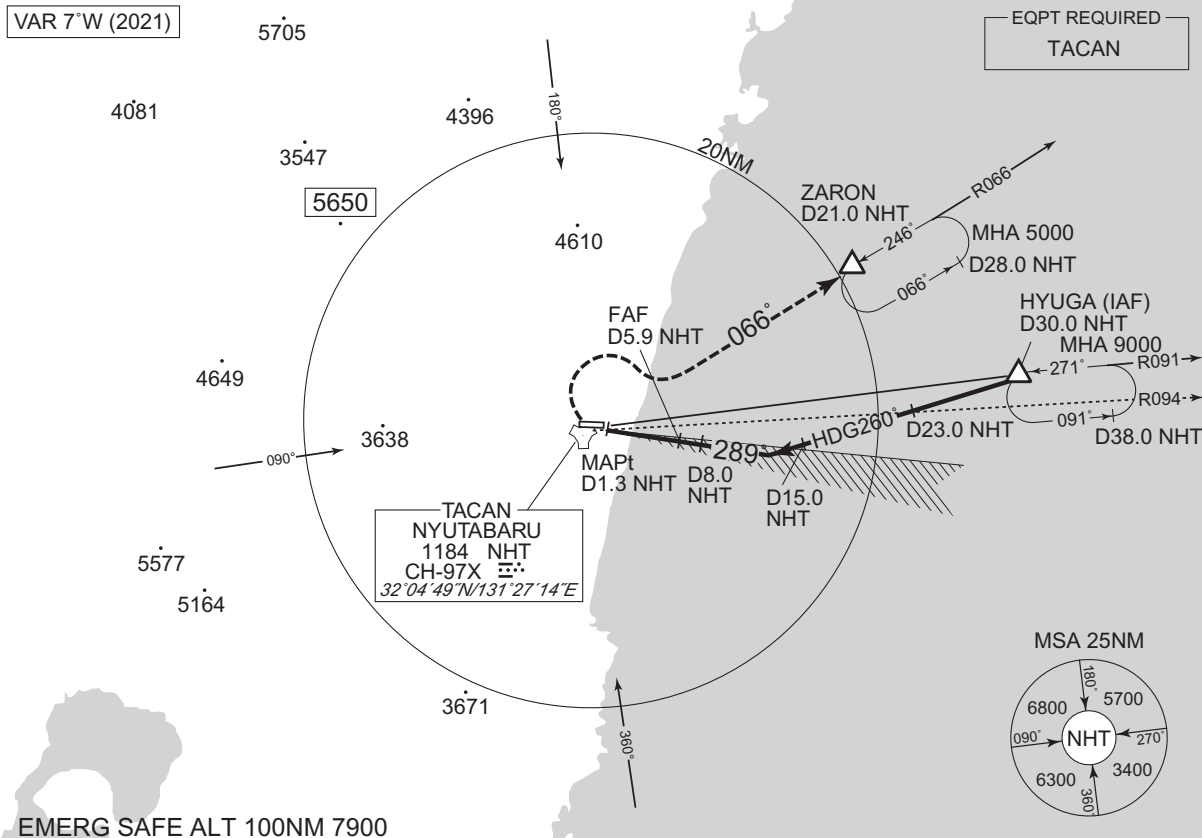 VAR 7°W (2021)
5705
EQPT REQUIRED
TACAN
4081
4396
180°
3547
20NM
5650
4610
ZARON
D21.0 NHT
R066
246°
MHA 5000
D28.0 NHT
066°
HYUGA (IAF)
D30.0 NHT
MHA 9000
FAF
D5.9 NHT
066°
4649
271°
R091
R094
091°
D38.0 NHT
3638
090°
HDG260°
D23.0 NHT
289°
MAPt
D1.3 NHT
D8.0
NHT
D15.0
NHT
TACAN
NYUTABARU
1184 NHT
CH-97X
32°04´49˝N/131°27´14˝E
5577
5164
3671
360°
MSA 25NM
180°
6800
5700
090°
NHT
270°
6300
3400
360°
EMERG SAFE ALT 100NM 7900